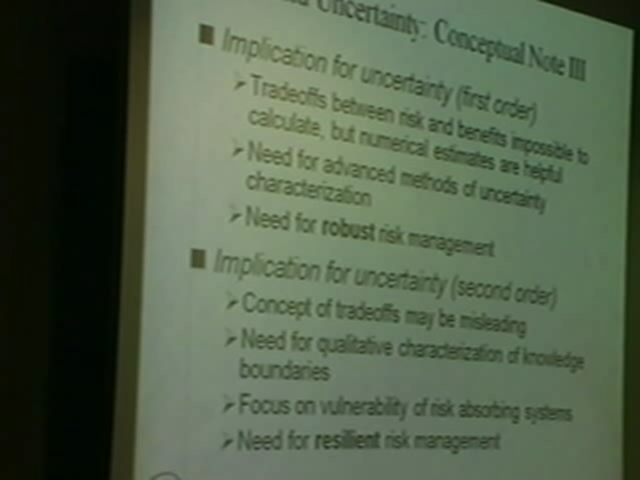 Uncertainty: Conceptual Note III
Implication for uncertainty (first order)
Tradeoffs between risk and benefits impossible to
calculate, but numerical estimates are helpful
Need for advanced methods of uncertainty
characterization
Need for robust risk management
Implication for uncertainty (second order)
Concept of tradeoffs may be misleading
Need for qualitative characterization of knowledge
boundaries
Focus on vulnerability of risk absorbing systems
Need for resilient risk management